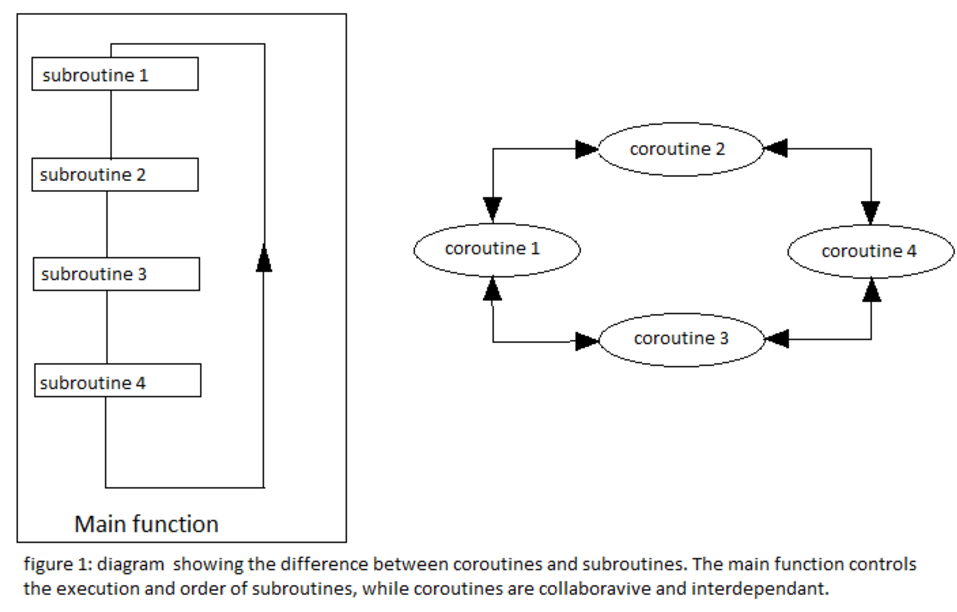 subroutine 1
subroutine 2
subroutine 3
subroutine 4
Main function
coroutine 2
coroutine 1
coroutine 4
coroutine 3
figure 1: diagram  showing the difference between coroutines and subroutines. The main function controls
the execution and order of subroutines, while coroutines are collaboravive and interdependant.